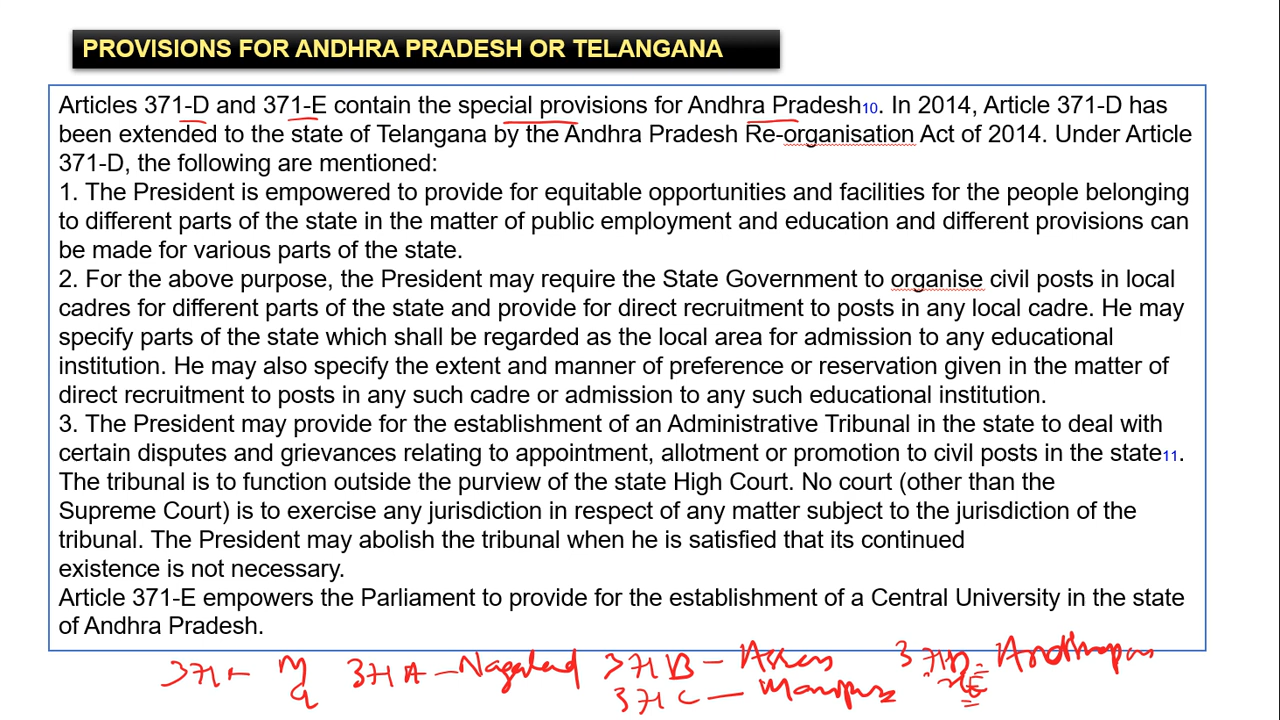 PROVISIONS FOR ANDHRA PRADESH OR TELANGANA
Articles 371-D and 371-E contain the special provisions for Andhra Pradesh10. In 2014, Article 371-D has
been extended to the state of Telangana by the Andhra Pradesh Re-organisation Act of 2014. Under Article
371-D, the following are mentioned:
1. The President is empowered to provide for equitable opportunities and facilities for the people belonging
to different parts of the state in the matter of public employment and education and different provisions can
be made for various parts of the state.
2. For the above purpose, the President may require the State Government to organise civil posts in local
cadres for different parts of the state and provide for direct recruitment to posts in any local cadre. He may
specify parts of the state which shall be regarded as the local area for admission to any educational
institution. He may also specify the extent and manner of preference or reservation given in the matter of
direct recruitment to posts in any such cadre or admission to any such educational institution.
3. The President may provide for the establishment of an Administrative Tribunal in the state to deal with
certain disputes and grievances relating to appointment, allotment or promotion to civil posts in the state11.
The tribunal is to function outside the purview of the state High Court. No court (other than the
Supreme Court) is to exercise any jurisdiction in respect of any matter subject to the jurisdiction of the
tribunal. The President may abolish the tribunal when he is satisfied that its continued
existence is not necessary.
Article 371-E empowers the Parliament to provide for the establishment of a Central University in the state
of Andhra Pradesh.
371 - M 371 A - Nagaland 371 B - Assam 371 D - Andhra
G 371 C - Manipur E